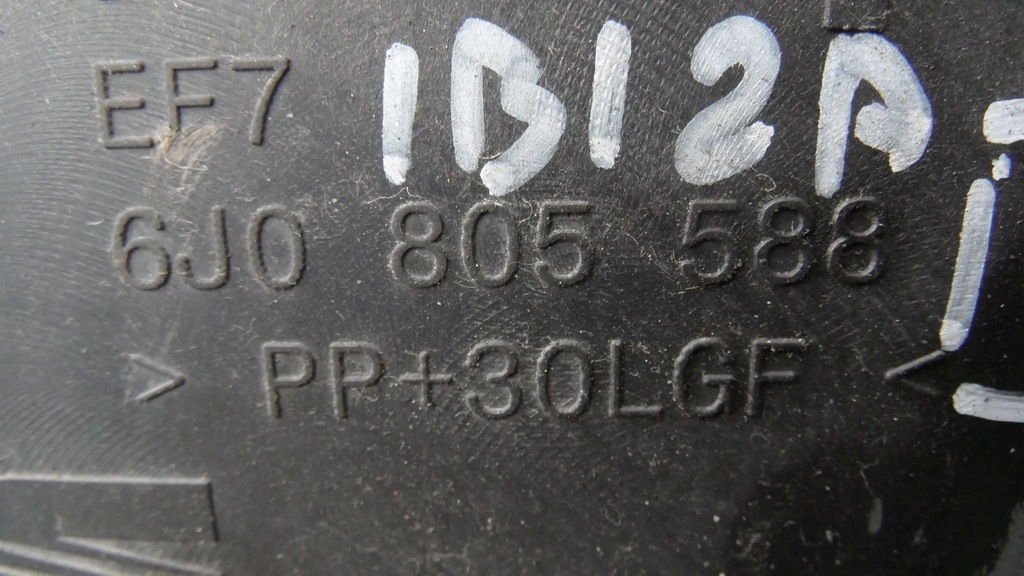 1B12A
EF7
6J0 805 588
> PP+30LGF <